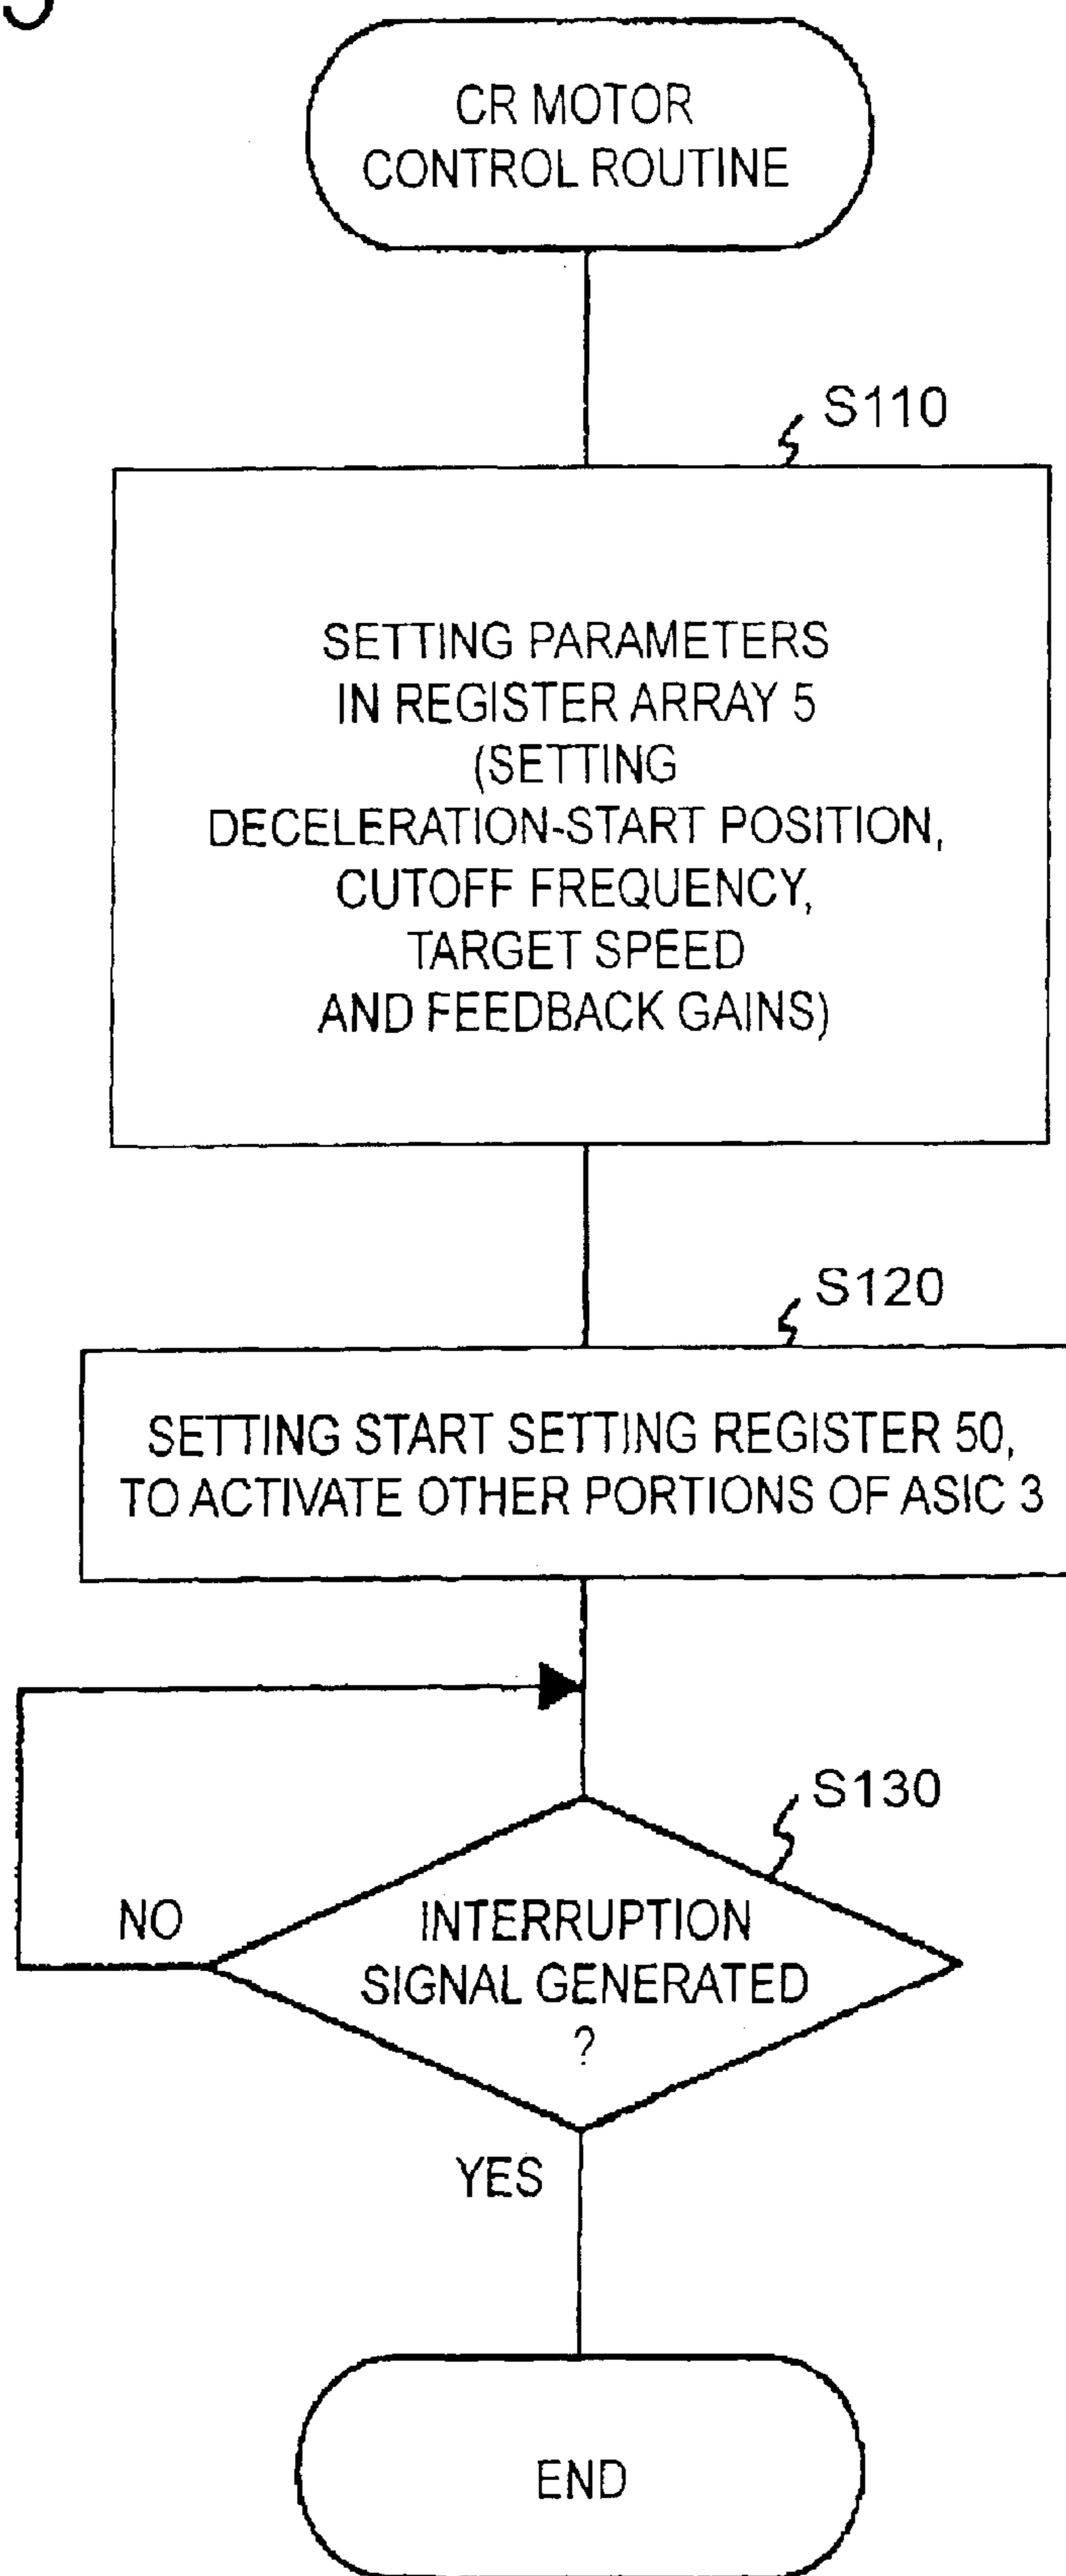 CR MOTOR
CONTROL ROUTINE
S110
SETTING PARAMETERS
IN REGISTER ARRAY 5
(SETTING
DECELERATION-START POSITION,
CUTOFF FREQUENCY,
TARGET SPEED
AND FEEDBACK GAINS)
S120
SETTING START SETTING REGISTER 50,
TO ACTIVATE OTHER PORTIONS OF ASIC 3
S130
NO
INTERRUPTION
SIGNAL GENERATED
?
YES
END